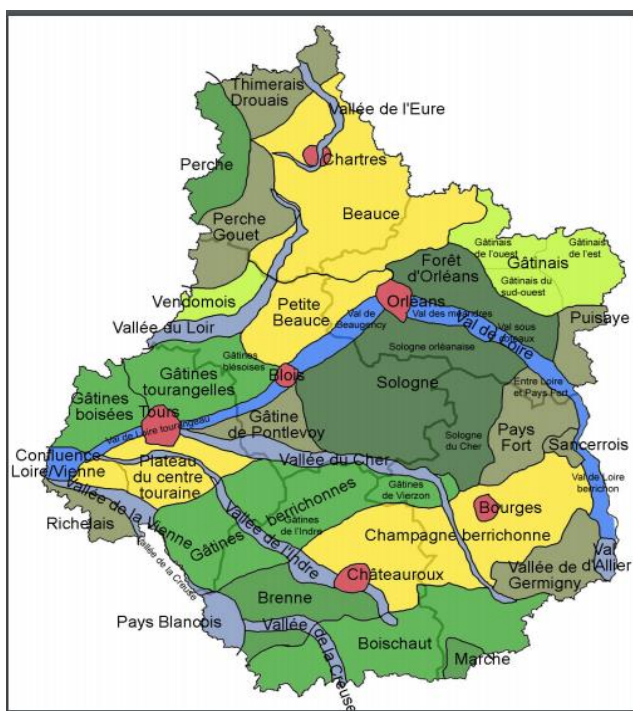 Thimerais
Drouais
Vallée de l'Eure
Chartres
Perche
Beauce
Perche
Gouet
Gâtinais
de l'ouest
Gâtinais
de l'est
Gâtinais
Gâtinais du
sud-ouest
Forêt
d'Orléans
Vendomois
Petite
Beauce
Orléans
Val de
Beaugency
Val des méandres
Val de Loire
Val sous
coteaux
Puisaye
Vallée du Loir
Gâtines
blésoises
Sologne orléanaise
Gâtines
tourangelles
Blois
Sologne
Entre Loire
et Pays Fort
Gâtines
boisées
Tours
Val de Loire tourangeau
Gâtine
de Pontlevoy
Pays
Fort
Sancerrois
Sologne
du Cher
Confluence
Loire/Vienne
Plateau
du centre
touraine
Vallée du Cher
Val de Loire
berrichon
Gâtines
de Vierzon
Vallée de la Vienne
Richelais
Gâtines berrichonnes
Gâtines
de l'Indre
Vallée de l'Indre
Bourges
Champagne berrichonne
Vallée de la Creuse
Châteauroux
Vallée de
Germigny
Val
d'Allier
Brenne
Pays Blancois
Vallée de la Creuse
Boischaut
Marche